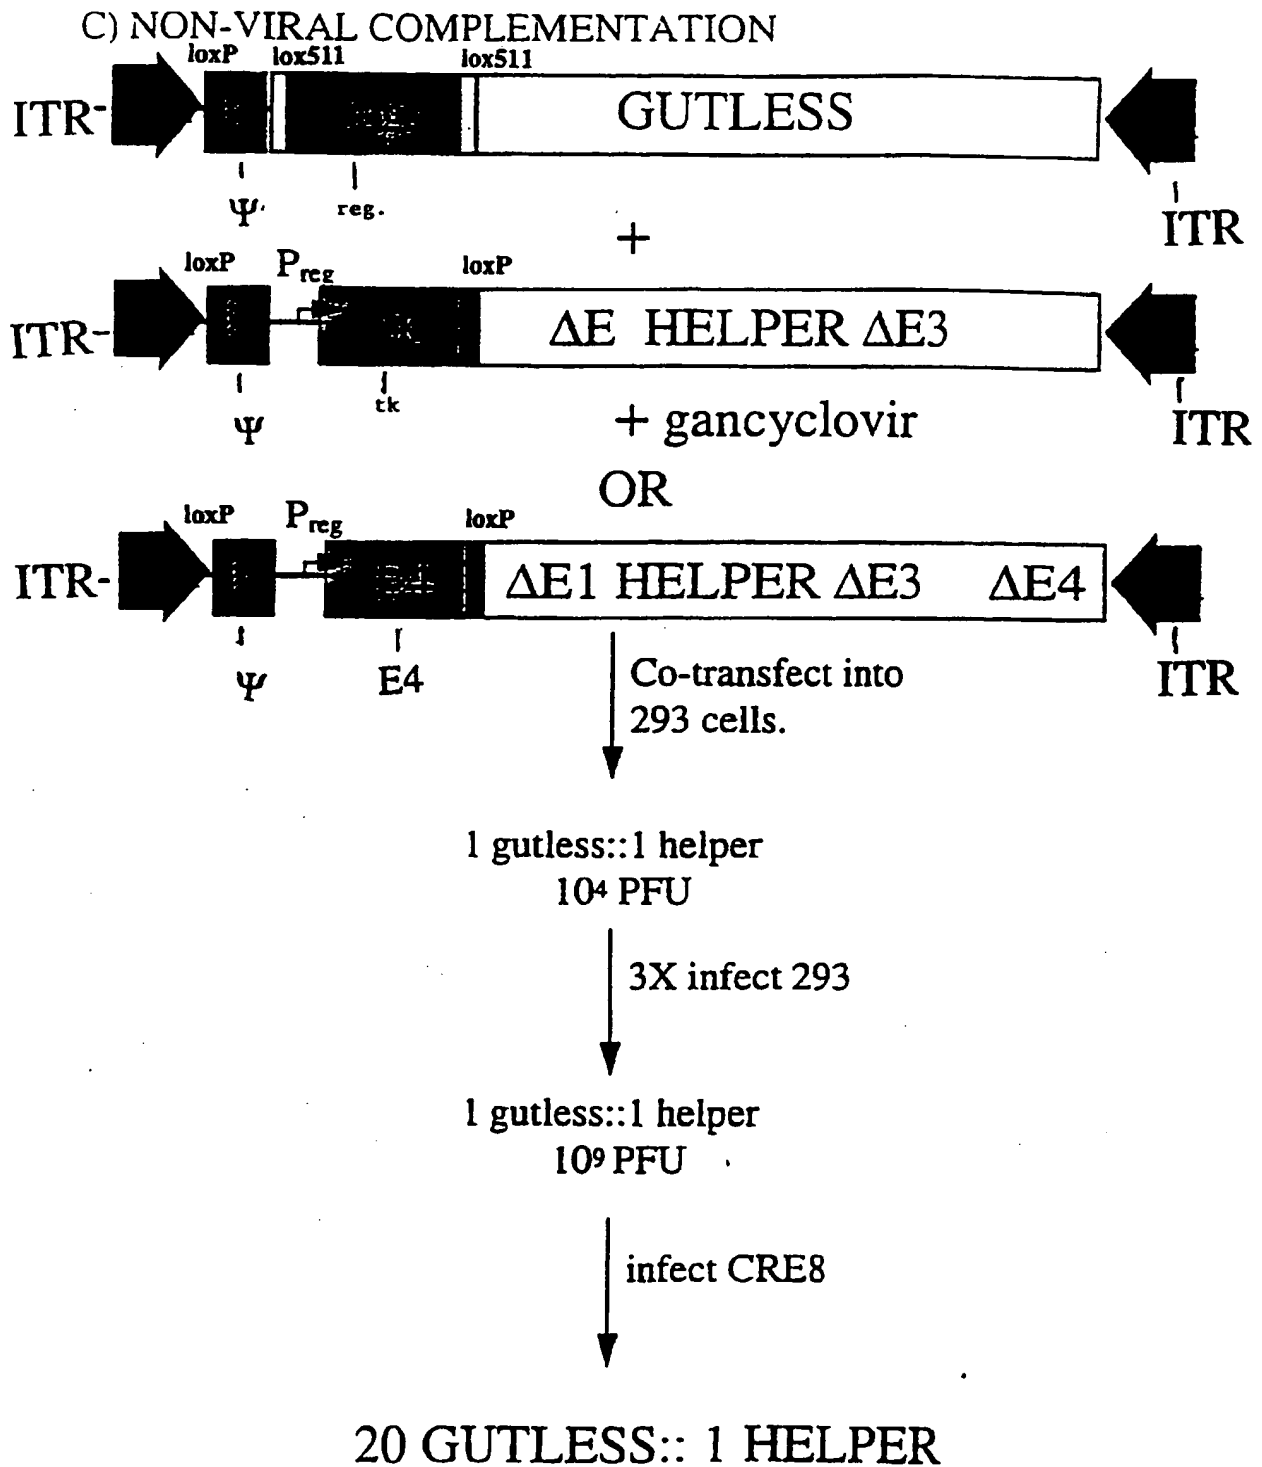 C) NON-VIRAL COMPLEMENTATION
loxP lox511 lox511
ITR- GUTLESS
Ψ reg. ITR
+
loxP Preg loxP
ITR- ΔE HELPER ΔE3
Ψ tk ITR
+ gancyclovir
OR
loxP Preg loxP
ITR- E4 ΔE1 HELPER ΔE3 ΔE4
Ψ E4 ITR
Co-transfect into
293 cells.
1 gutless::1 helper
10⁴ PFU
3X infect 293
1 gutless::1 helper
10⁹ PFU
infect CRE8
20 GUTLESS:: 1 HELPER